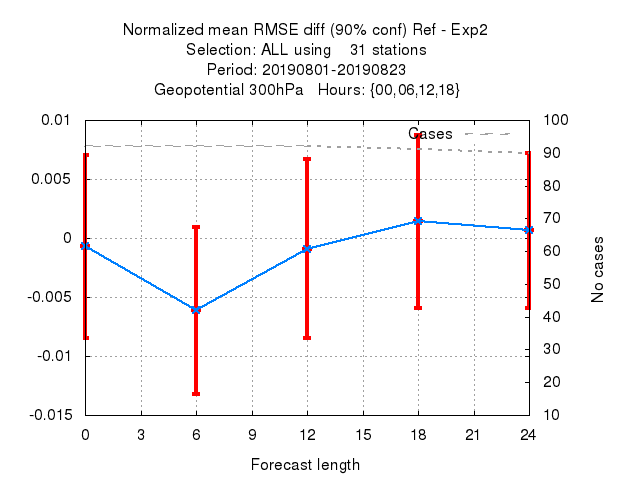 Normalized mean RMSE diff (90% conf) Ref - Exp2
Selection: ALL using    31 stations
Period: 20190801-20190823
Geopotential 300hPa   Hours: {00,06,12,18}
Cases
0.01
0.005
0
-0.005
-0.01
-0.015
100
90
80
70
60
50
40
30
20
10
No cases
0 3 6 9 12 15 18 21 24
Forecast length